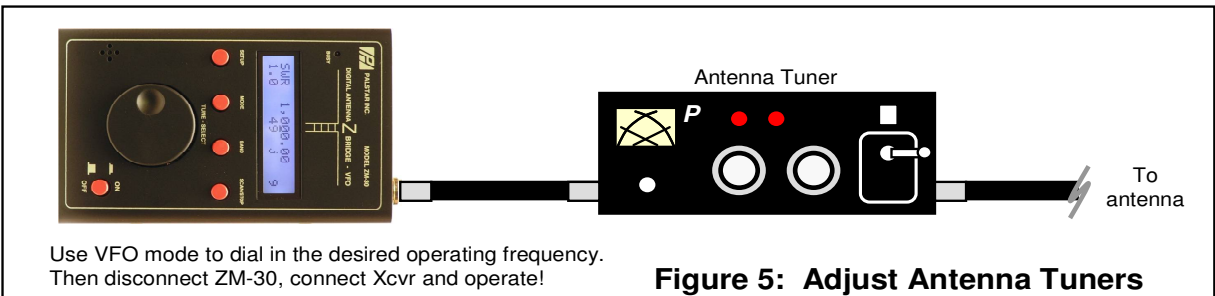 PALSTAR INC
MODEL ZM-30
DIGITAL ANTENNA Z BRIDGE - VFO
BUSY
SWR 1,000.00
1.0 49 j 9
SETUP
MODE
BAND
SCAN/STOP
TUNE - SELECT
ON
OFF
Antenna Tuner
P
To
antenna
Use VFO mode to dial in the desired operating frequency.
Then disconnect ZM-30, connect Xcvr and operate!
Figure 5: Adjust Antenna Tuners